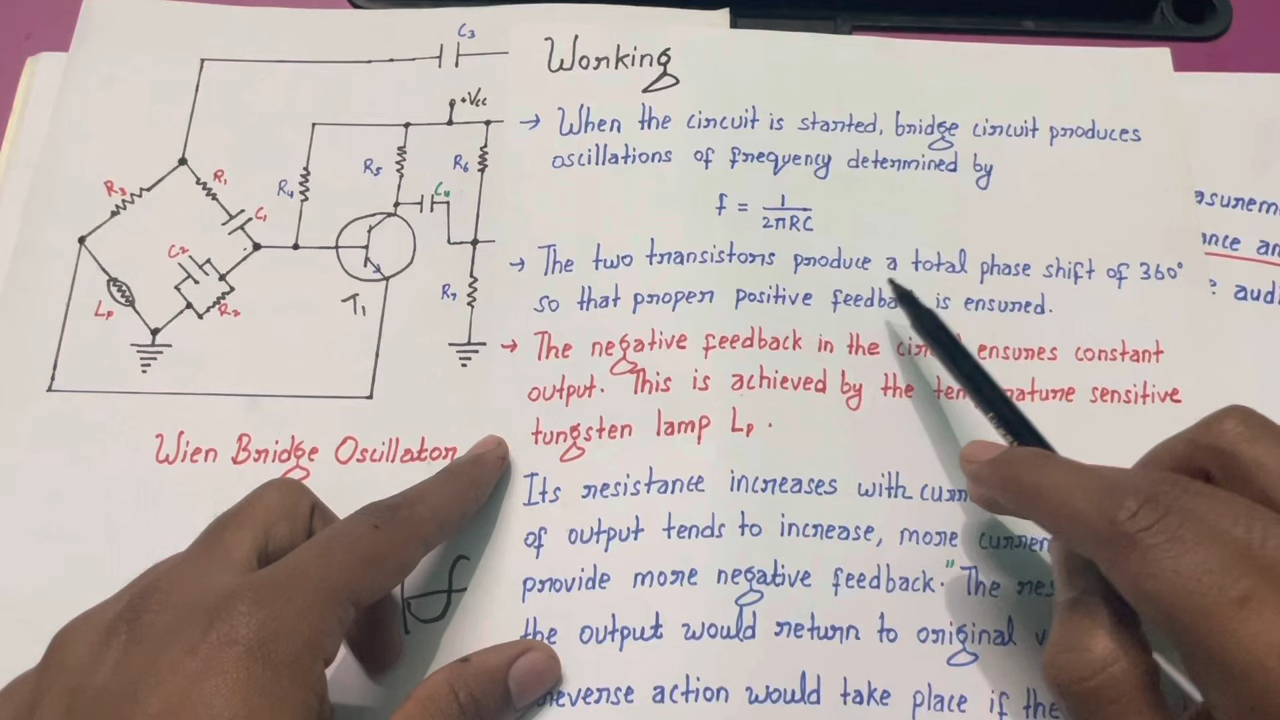 C3
Working
+Vcc
→ When the circuit is started, bridge circuit produces
oscillations of frequency determined by
f = 1/2πRC
→ The two transistors produce a total phase shift of 360°
so that proper positive feedback is ensured.
→ The negative feedback in the ensures constant
output. This is achieved by the sensitive
tungsten lamp Lp.
Its resistance increases with
of output tends to increase, more
provide more negative feedback." The
the output would return to original
reverse action would take place if the
R3
R1
C1
C2
R2
Lp
R4
R5
R6
C4
T1
R7
Wien Bridge Oscillator
If
audi